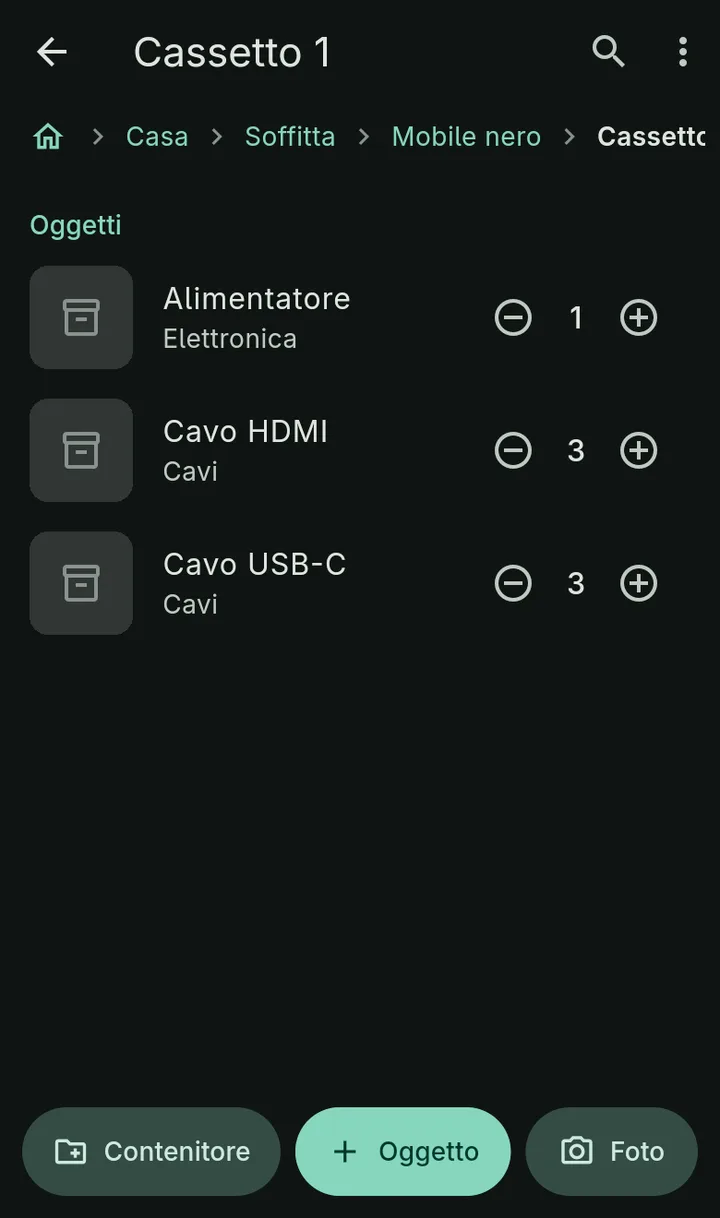 Cassetto 1
Casa > Soffitta > Mobile nero > Cassetto
Oggetti
Alimentatore
Elettronica
1
Cavo HDMI
Cavi
3
Cavo USB-C
Cavi
3
Contenitore
+ Oggetto
Foto